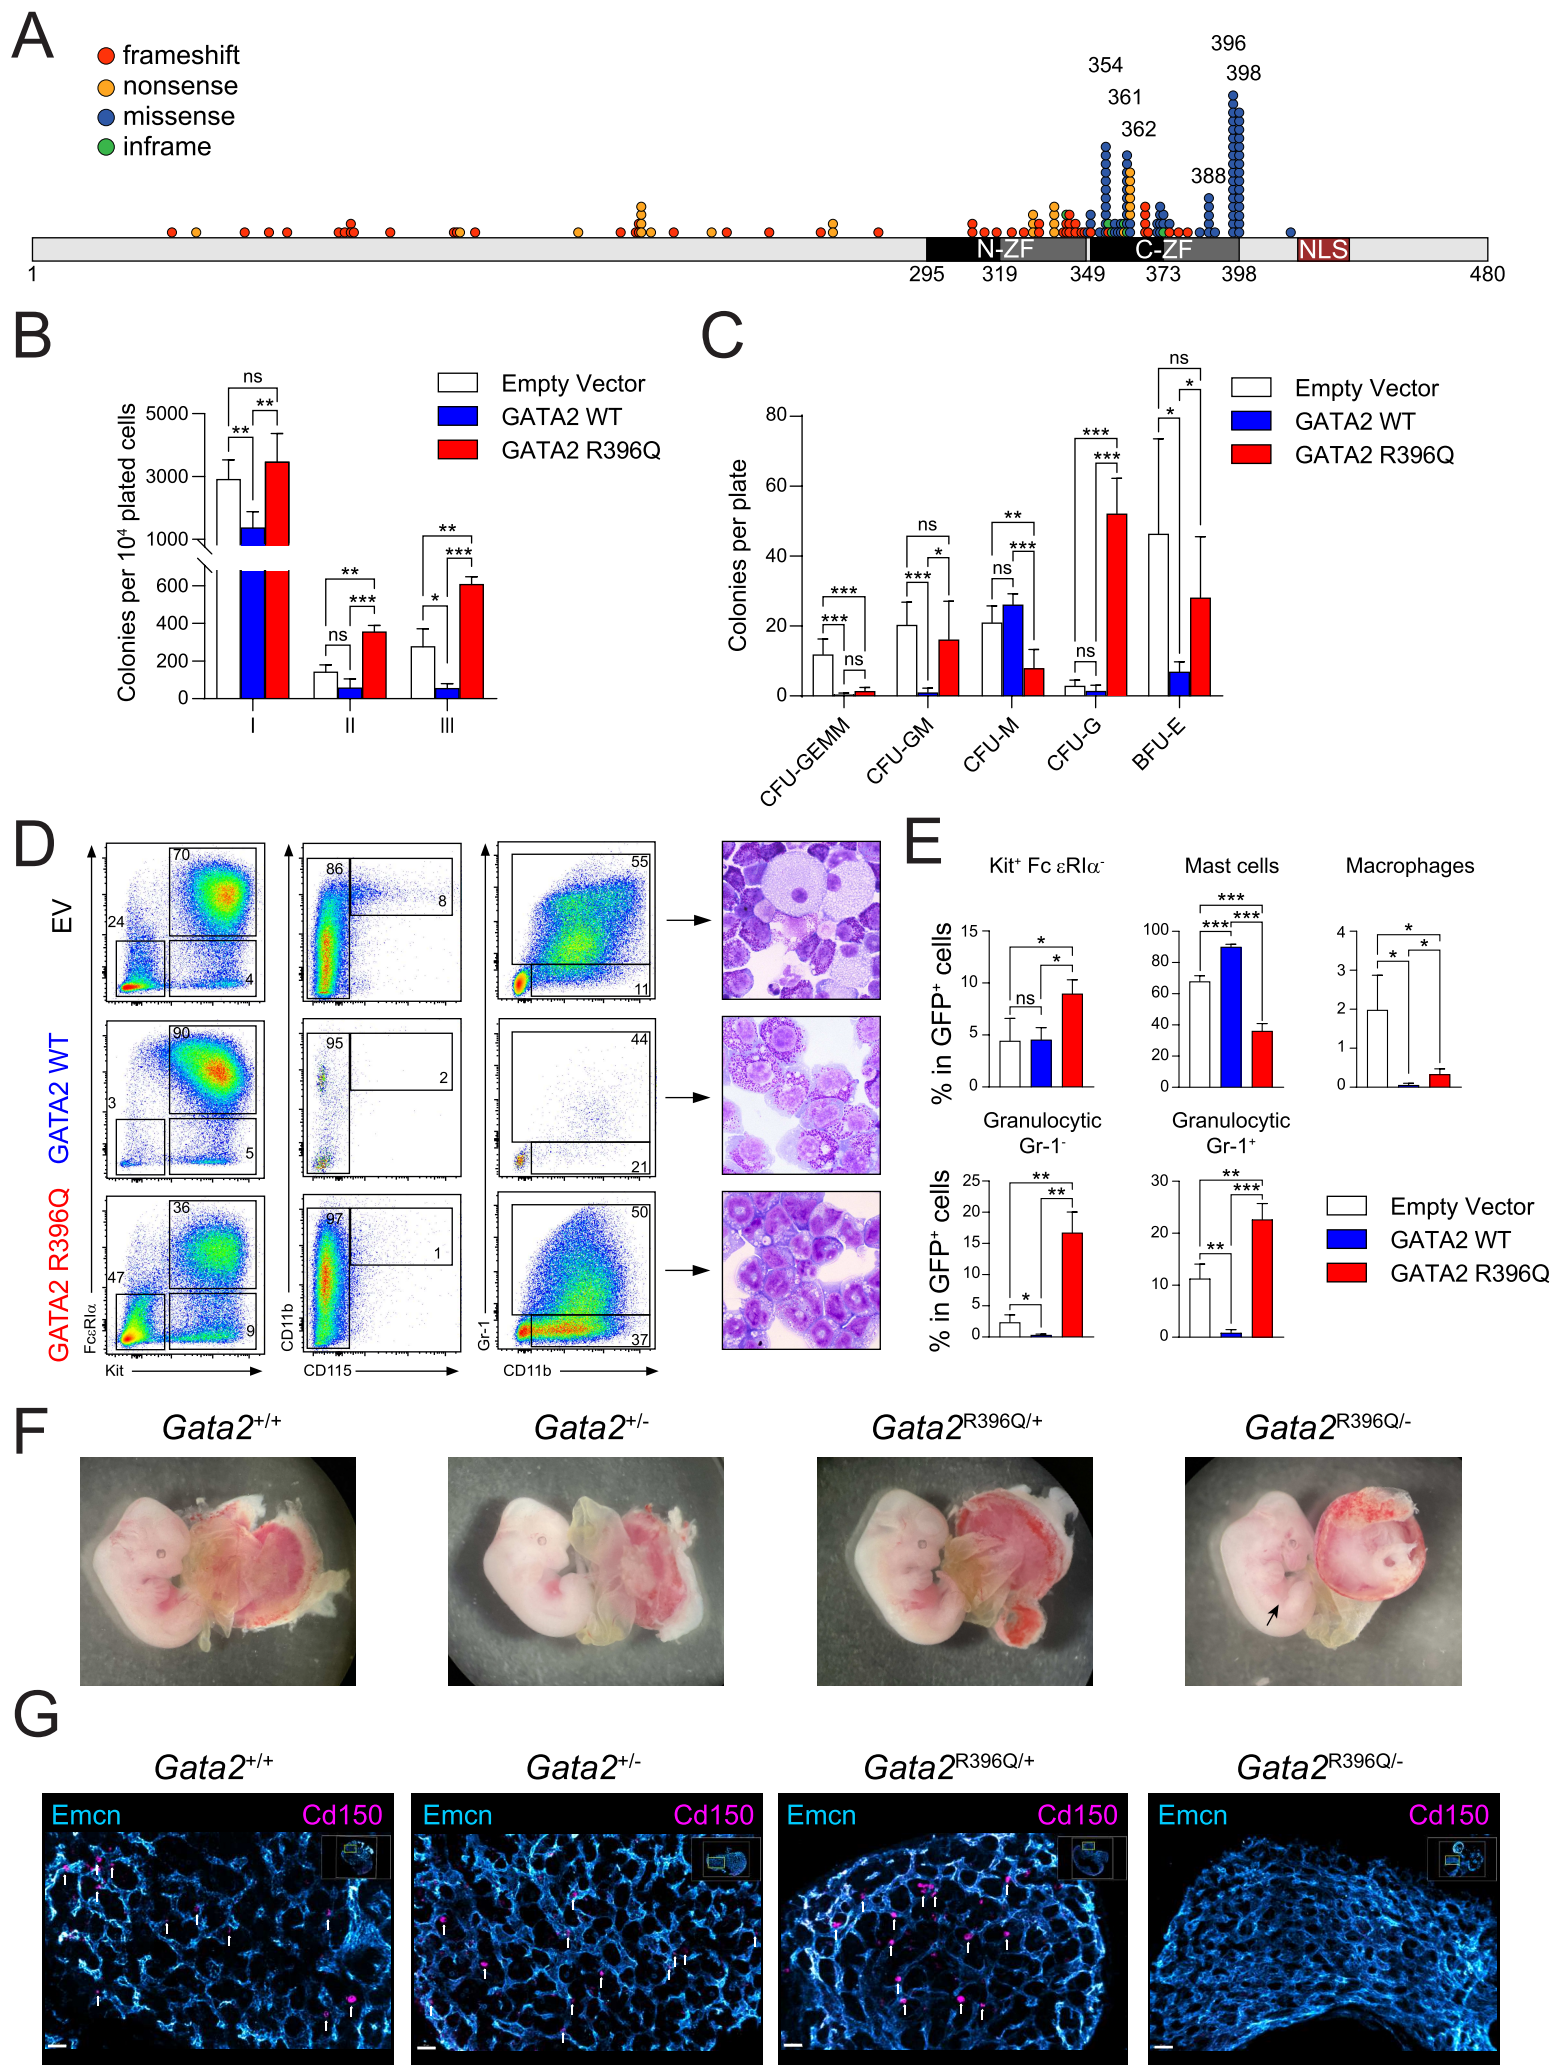 A
frameshift
nonsense
missense
inframe
354
361
362
388
396
398
N-ZF
C-ZF
NLS
1
295
319
349
373
398
480
B
Colonies per 10⁴ plated cells
5000
3000
1000
600
400
200
0
ns
**
**
**
ns
***
**
*
***
I
II
III
Empty Vector
GATA2 WT
GATA2 R396Q
C
Colonies per plate
80
60
40
20
0
***
***
ns
ns
***
*
**
ns
***
***
***
ns
ns
*
*
CFU-GEMM
CFU-GM
CFU-M
CFU-G
BFU-E
Empty Vector
GATA2 WT
GATA2 R396Q
D
EV
70
24
4
86
8
55
11
GATA2 WT
90
3
5
95
2
44
21
GATA2 R396Q
36
47
9
97
1
50
37
FcεRIα
Kit
CD11b
CD115
Gr-1
CD11b
E
Kit⁺ Fc εRIα⁻
Mast cells
Macrophages
% in GFP⁺ cells
15
10
5
0
*
ns
*
100
80
60
40
20
0
***
***
***
4
3
2
1
0
*
*
*
Granulocytic
Gr-1⁻
Granulocytic
Gr-1⁺
% in GFP⁺ cells
25
20
15
10
5
0
**
**
*
30
20
10
0
**
***
**
Empty Vector
GATA2 WT
GATA2 R396Q
F
Gata2⁺/⁺
Gata2⁺/⁻
Gata2ᴿ³⁹⁶Q/⁺
Gata2ᴿ³⁹⁶Q/⁻
G
Gata2⁺/⁺
Gata2⁺/⁻
Gata2ᴿ³⁹⁶Q/⁺
Gata2ᴿ³⁹⁶Q/⁻
Emcn Cd150
Emcn Cd150
Emcn Cd150
Emcn Cd150